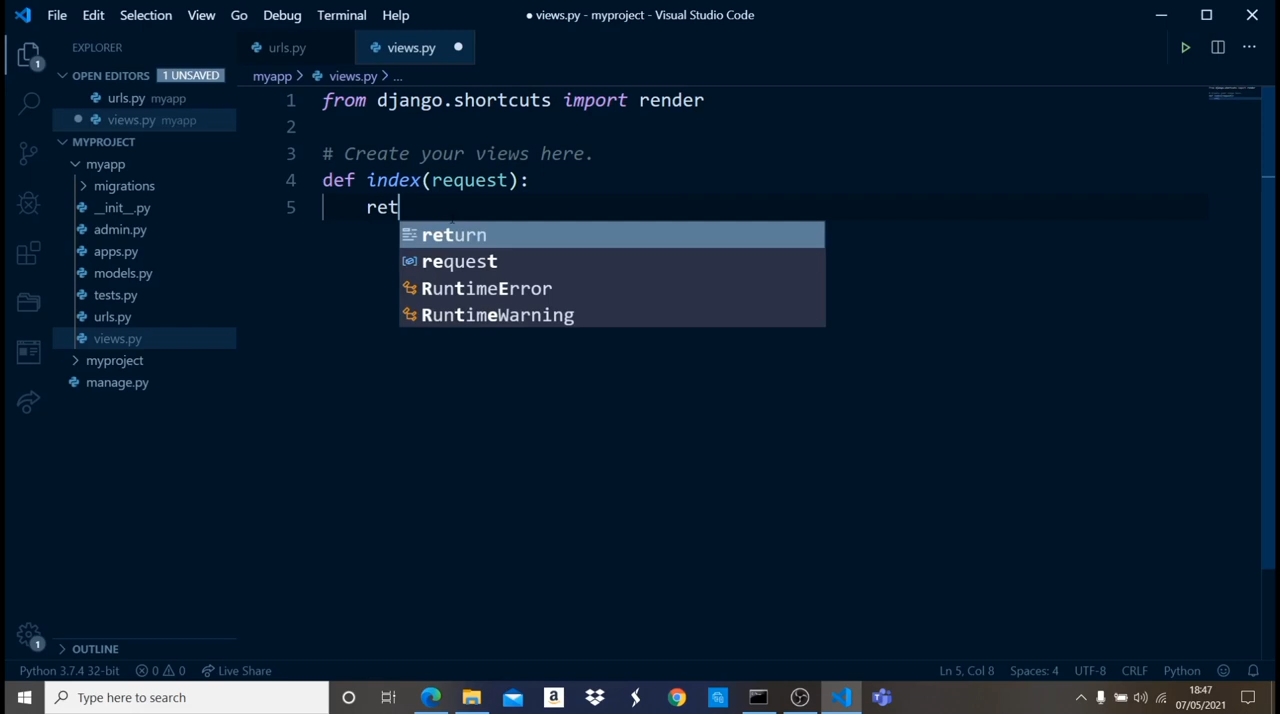 File Edit Selection View Go Debug Terminal Help
● views.py - myproject - Visual Studio Code
EXPLORER
urls.py
views.py
OPEN EDITORS 1 UNSAVED
myapp > views.py > ...
urls.py myapp
views.py myapp
MYPROJECT
myapp
migrations
__init__.py
admin.py
apps.py
models.py
tests.py
urls.py
views.py
myproject
manage.py
1 from django.shortcuts import render
2
3 # Create your views here.
4 def index(request):
5 ret
return
request
RuntimeError
RuntimeWarning
OUTLINE
1
1
Python 3.7.4 32-bit 0 0 Live Share
Ln 5, Col 8 Spaces: 4 UTF-8 CRLF Python
Type here to search
18:47
07/05/2021